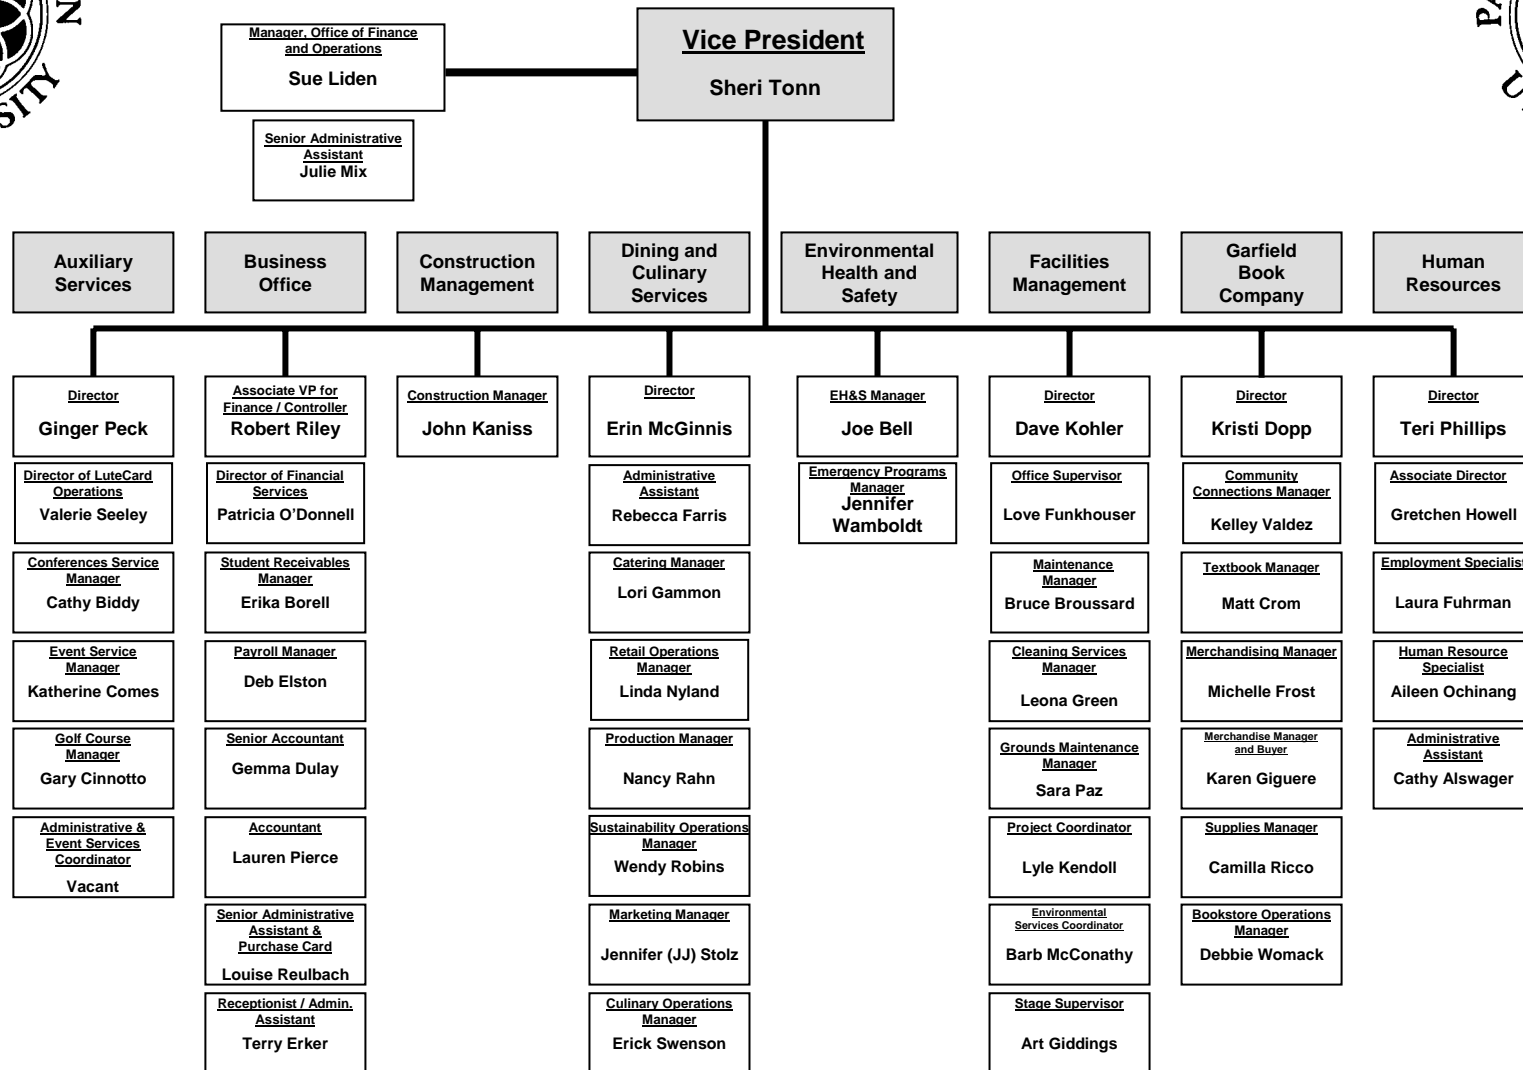 N
SITY
PA
U
Manager, Office of Finance
and Operations
Sue Liden
Vice President
Sheri Tonn
Senior Administrative
Assistant
Julie Mix
Auxiliary
Services
Business
Office
Construction
Management
Dining and
Culinary
Services
Environmental
Health and
Safety
Facilities
Management
Garfield
Book
Company
Human
Resources
Director
Ginger Peck
Director of LuteCard
Operations
Valerie Seeley
Conferences Service
Manager
Cathy Biddy
Event Service
Manager
Katherine Comes
Golf Course
Manager
Gary Cinnotto
Administrative &
Event Services
Coordinator
Vacant
Associate VP for
Finance / Controller
Robert Riley
Director of Financial
Services
Patricia O’Donnell
Student Receivables
Manager
Erika Borell
Payroll Manager
Deb Elston
Senior Accountant
Gemma Dulay
Accountant
Lauren Pierce
Senior Administrative
Assistant &
Purchase Card
Louise Reulbach
Receptionist / Admin.
Assistant
Terry Erker
Construction Manager
John Kaniss
Director
Erin McGinnis
Administrative
Assistant
Rebecca Farris
Catering Manager
Lori Gammon
Retail Operations
Manager
Linda Nyland
Production Manager
Nancy Rahn
Sustainability Operations
Manager
Wendy Robins
Marketing Manager
Jennifer (JJ) Stolz
Culinary Operations
Manager
Erick Swenson
EH&S Manager
Joe Bell
Emergency Programs
Manager
Jennifer
Wamboldt
Director
Dave Kohler
Office Supervisor
Love Funkhouser
Maintenance
Manager
Bruce Broussard
Cleaning Services
Manager
Leona Green
Grounds Maintenance
Manager
Sara Paz
Project Coordinator
Lyle Kendoll
Environmental
Services Coordinator
Barb McConathy
Stage Supervisor
Art Giddings
Director
Kristi Dopp
Community
Connections Manager
Kelley Valdez
Textbook Manager
Matt Crom
Merchandising Manager
Michelle Frost
Merchandise Manager
and Buyer
Karen Giguere
Supplies Manager
Camilla Ricco
Bookstore Operations
Manager
Debbie Womack
Director
Teri Phillips
Associate Director
Gretchen Howell
Employment Specialist
Laura Fuhrman
Human Resource
Specialist
Aileen Ochinang
Administrative
Assistant
Cathy Alswager